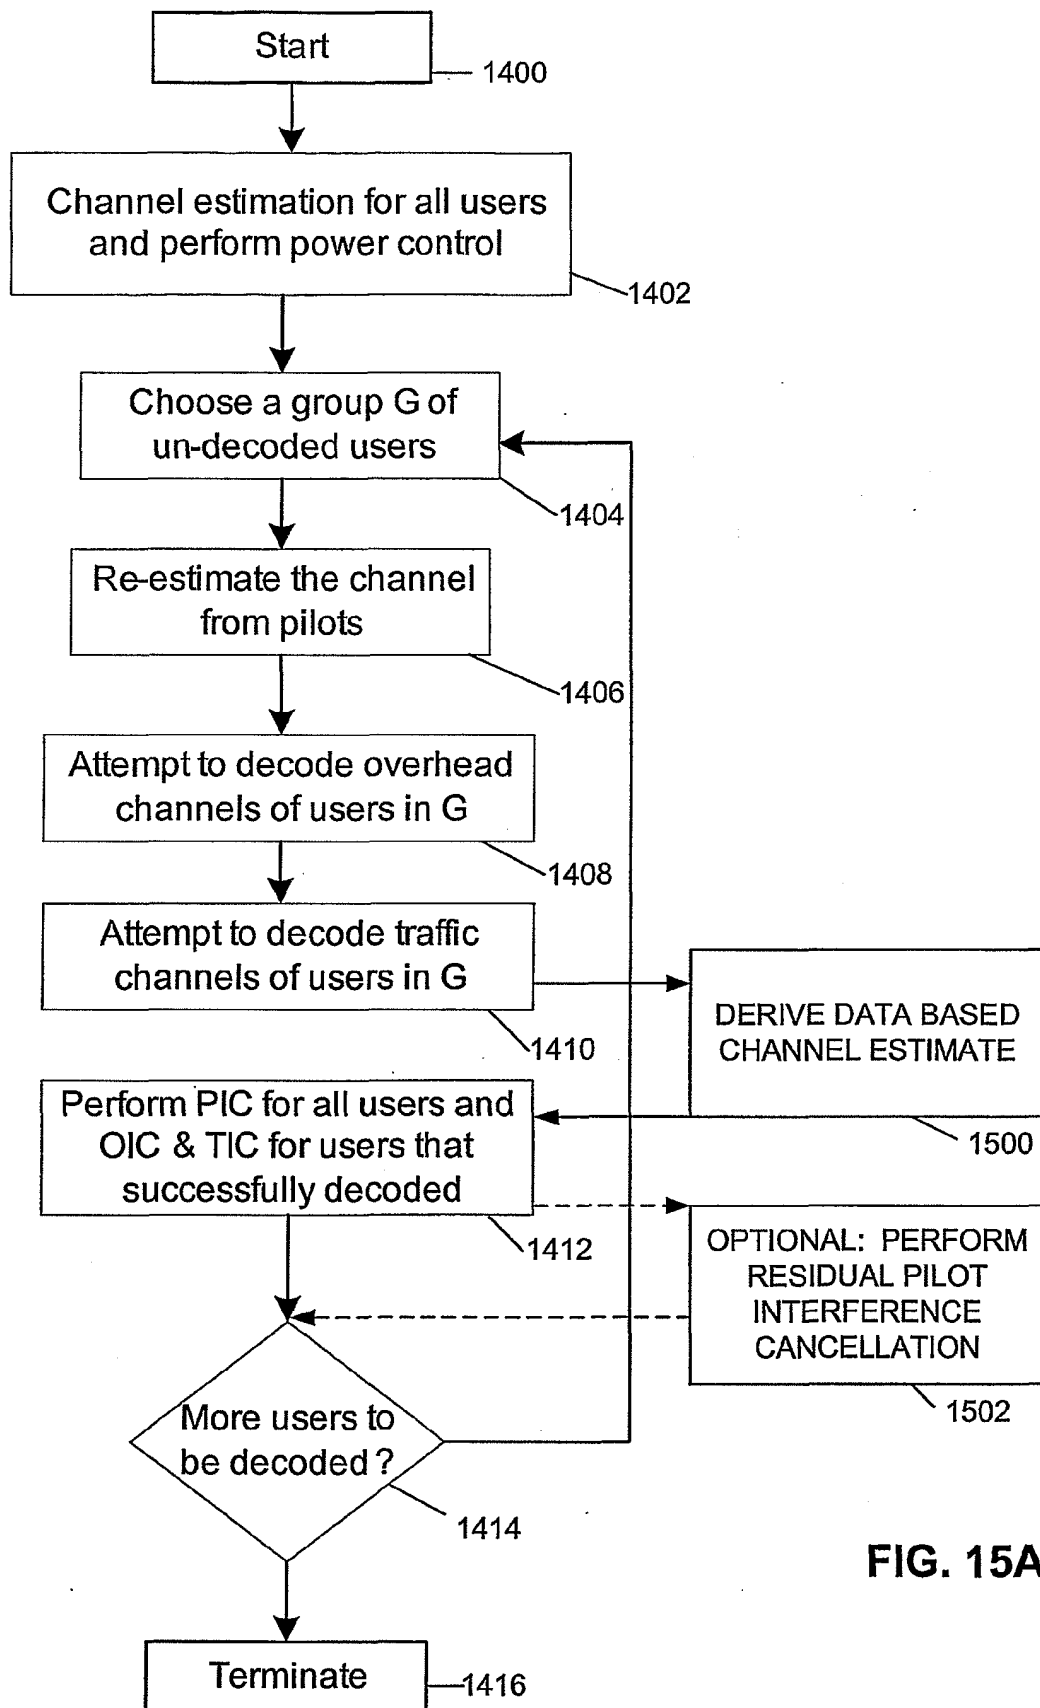 Start
1400
Channel estimation for all users
and perform power control
1402
Choose a group G of
un-decoded users
1404
Re-estimate the channel
from pilots
1406
Attempt to decode overhead
channels of users in G
1408
Attempt to decode traffic
channels of users in G
1410
DERIVE DATA BASED
CHANNEL ESTIMATE
1500
Perform PIC for all users and
OIC & TIC for users that
successfully decoded
1412
OPTIONAL: PERFORM
RESIDUAL PILOT
INTERFERENCE
CANCELLATION
1502
More users to
be decoded ?
1414
FIG. 15A
Terminate
1416